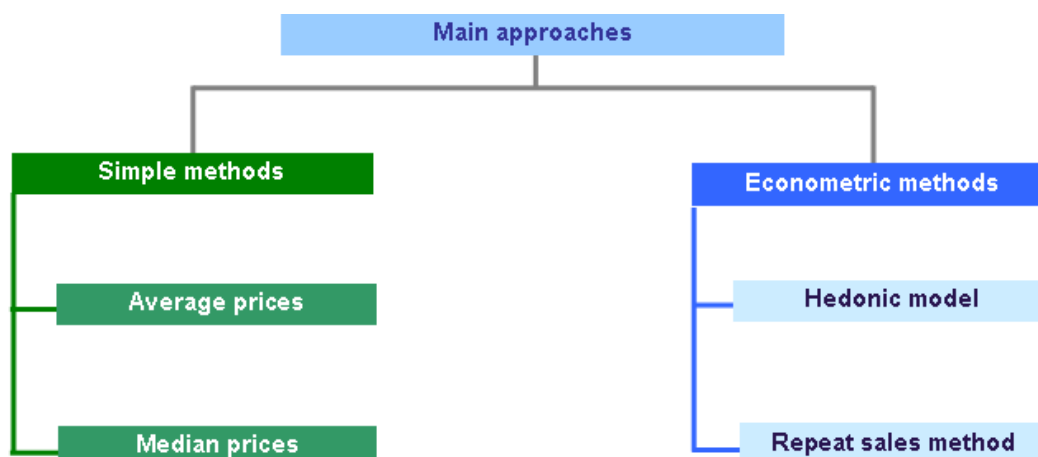 Main approaches
Simple methods
Econometric methods
Average prices
Hedonic model
Median prices
Repeat sales method